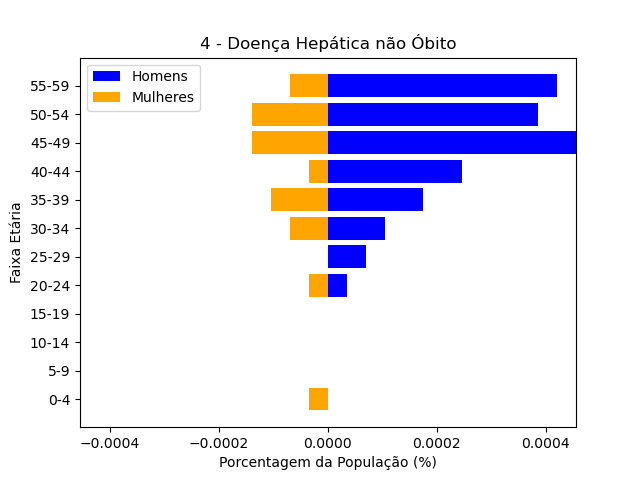 4 - Doença Hepática não Óbito
Homens
Mulheres
Faixa Etária
55-59
50-54
45-49
40-44
35-39
30-34
25-29
20-24
15-19
10-14
5-9
0-4
−0.0004 −0.0002 0.0000 0.0002 0.0004
Porcentagem da População (%)